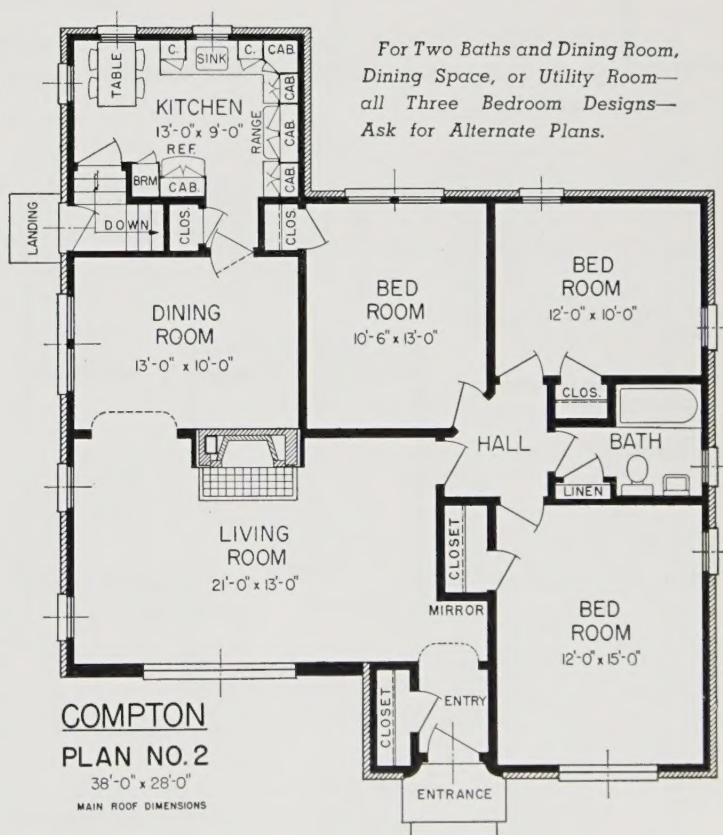 For Two Baths and Dining Room,
Dining Space, or Utility Room—
all Three Bedroom Designs—
Ask for Alternate Plans.
TABLE
C.
SINK
C.
CAB.
CAB.
KITCHEN
13'-0" x 9'-0"
RANGE
CAB.
REF.
BRM
CAB.
CAB.
LANDING
DOWN
CLOS.
CLOS.
DINING
ROOM
13'-0" x 10'-0"
BED
ROOM
10'-6" x 13'-0"
BED
ROOM
12'-0" x 10'-0"
CLOS.
HALL
BATH
LINEN
LIVING
ROOM
21'-0" x 13'-0"
CLOSET
MIRROR
BED
ROOM
12'-0" x 15'-0"
CLOSET
ENTRY
ENTRANCE
COMPTON
PLAN NO. 2
38'-0" x 28'-0"
MAIN ROOF DIMENSIONS